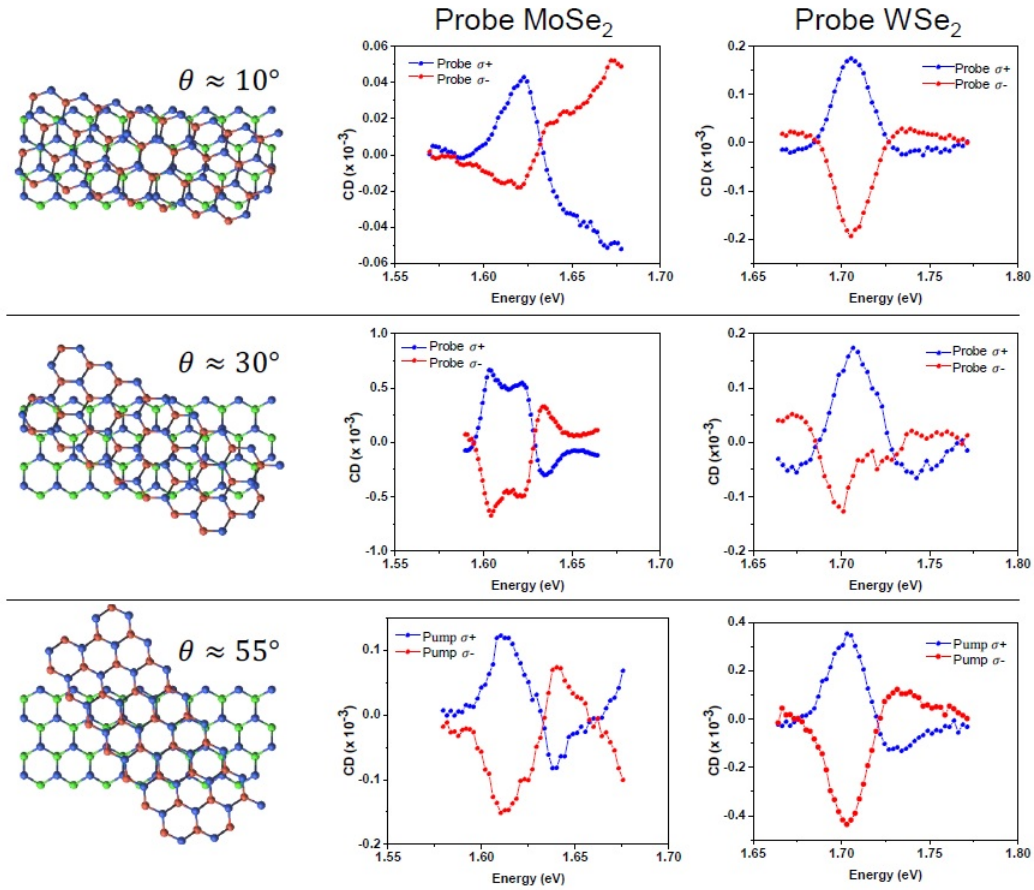 Probe MoSe₂
Probe WSe₂
θ ≈ 10°
0.06
0.04
0.02
0.00
-0.02
-0.04
-0.06
CD (x 10⁻³)
Probe σ+
Probe σ-
1.55
1.60
1.65
1.70
Energy (eV)
0.2
0.1
0.0
-0.1
-0.2
CD (x 10⁻³)
Probe σ+
Probe σ-
1.65
1.70
1.75
1.80
Energy (eV)
θ ≈ 30°
1.0
0.5
0.0
-0.5
-1.0
CD (x 10⁻³)
Probe σ+
Probe σ-
1.55
1.60
1.65
1.70
Energy (eV)
0.2
0.1
0.0
-0.1
-0.2
CD (x10⁻³)
Probe σ+
Probe σ-
1.65
1.70
1.75
1.80
Energy (eV)
θ ≈ 55°
0.1
0.0
-0.1
-0.2
CD (x 10⁻³)
Pump σ+
Pump σ-
1.55
1.60
1.65
1.70
Energy (eV)
0.4
0.2
0.0
-0.2
-0.4
CD (x 10⁻³)
Pump σ+
Pump σ-
1.65
1.70
1.75
1.80
Energy (eV)